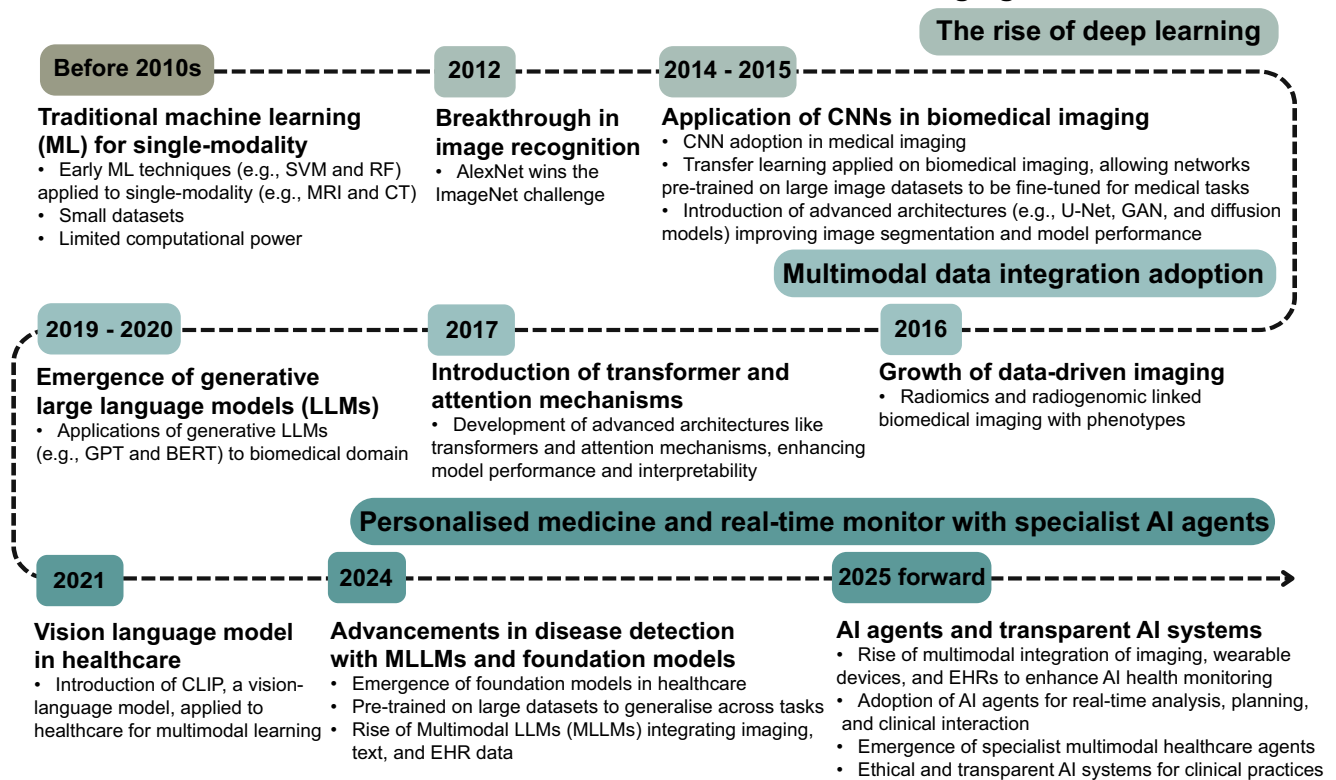 The rise of deep learning
Before 2010s
2012
2014 - 2015
Traditional machine learning
(ML) for single-modality
• Early ML techniques (e.g., SVM and RF)
applied to single-modality (e.g., MRI and CT)
• Small datasets
• Limited computational power
Breakthrough in
image recognition
• AlexNet wins the
ImageNet challenge
Application of CNNs in biomedical imaging
• CNN adoption in medical imaging
• Transfer learning applied on biomedical imaging, allowing networks
pre-trained on large image datasets to be fine-tuned for medical tasks
• Introduction of advanced architectures (e.g., U-Net, GAN, and diffusion
models) improving image segmentation and model performance
Multimodal data integration adoption
2019 - 2020
2017
2016
Emergence of generative
large language models (LLMs)
• Applications of generative LLMs
(e.g., GPT and BERT) to biomedical domain
Introduction of transformer and
attention mechanisms
• Development of advanced architectures like
transformers and attention mechanisms, enhancing
model performance and interpretability
Growth of data-driven imaging
• Radiomics and radiogenomic linked
biomedical imaging with phenotypes
Personalised medicine and real-time monitor with specialist AI agents
2021
2024
2025 forward
Vision language model
in healthcare
• Introduction of CLIP, a vision-
language model, applied to
healthcare for multimodal learning
Advancements in disease detection
with MLLMs and foundation models
• Emergence of foundation models in healthcare
• Pre-trained on large datasets to generalise across tasks
• Rise of Multimodal LLMs (MLLMs) integrating imaging,
text, and EHR data
AI agents and transparent AI systems
• Rise of multimodal integration of imaging, wearable
devices, and EHRs to enhance AI health monitoring
• Adoption of AI agents for real-time analysis, planning,
and clinical interaction
• Emergence of specialist multimodal healthcare agents
• Ethical and transparent AI systems for clinical practices